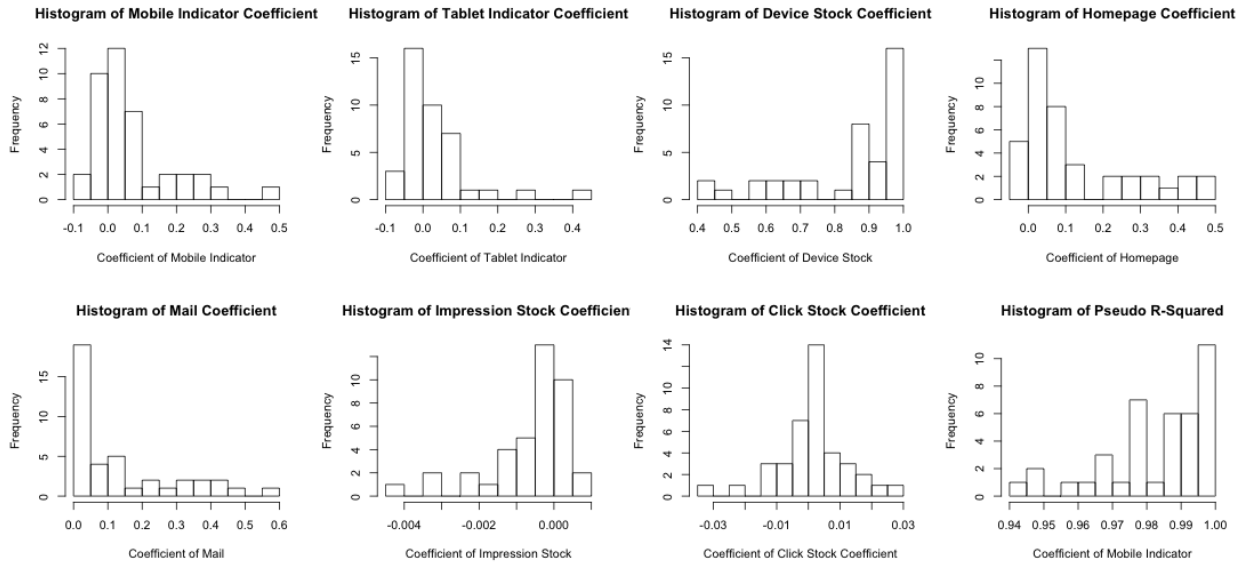 Histogram of Mobile Indicator Coefficient
Frequency
0 2 4 6 8 10 12
-0.1 0.0 0.1 0.2 0.3 0.4 0.5
Coefficient of Mobile Indicator
Histogram of Tablet Indicator Coefficient
Frequency
0 5 10 15
-0.1 0.0 0.1 0.2 0.3 0.4
Coefficient of Tablet Indicator
Histogram of Device Stock Coefficient
Frequency
0 5 10 15
0.4 0.5 0.6 0.7 0.8 0.9 1.0
Coefficient of Device Stock
Histogram of Homepage Coefficient
Frequency
0 2 4 6 8 10
0.0 0.1 0.2 0.3 0.4 0.5
Coefficient of Homepage
Histogram of Mail Coefficient
Frequency
0 5 10 15
0.0 0.1 0.2 0.3 0.4 0.5 0.6
Coefficient of Mail
Histogram of Impression Stock Coefficien
Frequency
0 2 4 6 8 10
-0.004 -0.002 0.000
Coefficient of Impression Stock
Histogram of Click Stock Coefficient
Frequency
0 2 4 6 8 10 14
-0.03 -0.01 0.01 0.03
Coefficient of Click Stock Coefficient
Histogram of Pseudo R-Squared
Frequency
0 2 4 6 8 10
0.94 0.95 0.96 0.97 0.98 0.99 1.00
Coefficient of Mobile Indicator